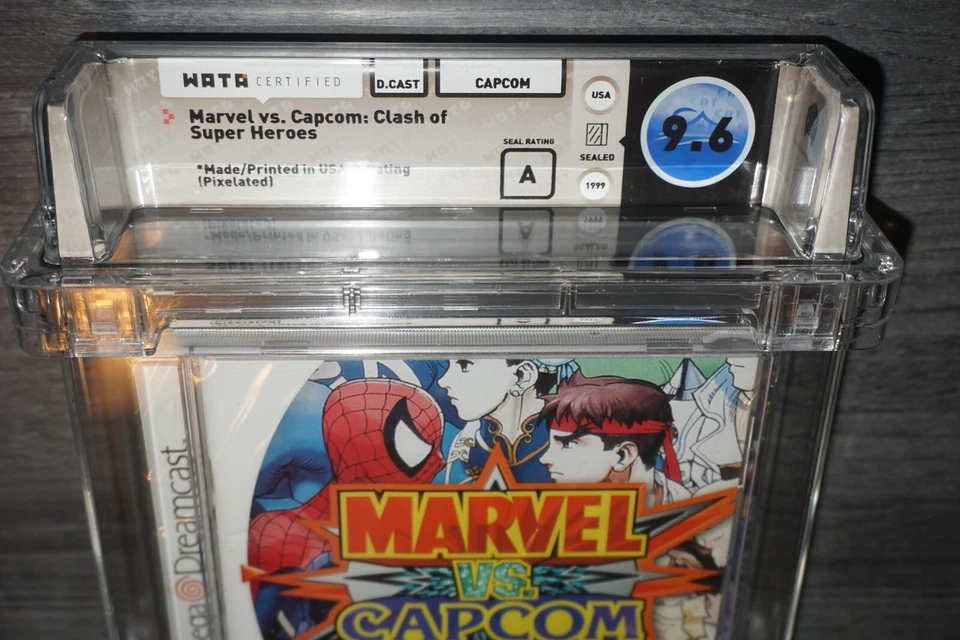 WATA CERTIFIED
D.CAST
CAPCOM
Marvel vs. Capcom: Clash of
Super Heroes
*Made/Printed in USA, Rating
(Pixelated)
SEAL RATING
A
USA
SEALED
1999
9.6
Sega Dreamcast
MARVEL
VS.
CAPCOM